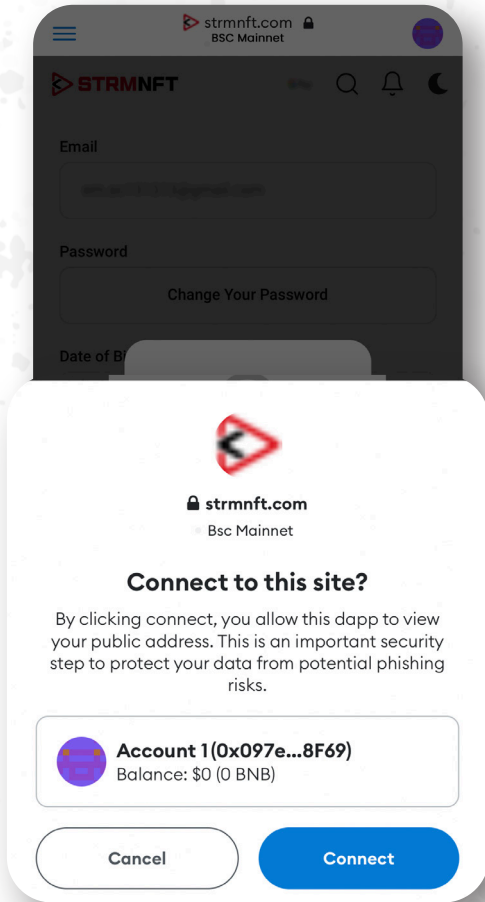 strmnft.com
BSC Mainnet
STRMNFT
Email
Password
Change Your Password
Date of B
strmnft.com
Bsc Mainnet
Connect to this site?
By clicking connect, you allow this dapp to view
your public address. This is an important security
step to protect your data from potential phishing
risks.
Account 1 (0x097e...8F69)
Balance: $0 (0 BNB)
Cancel
Connect